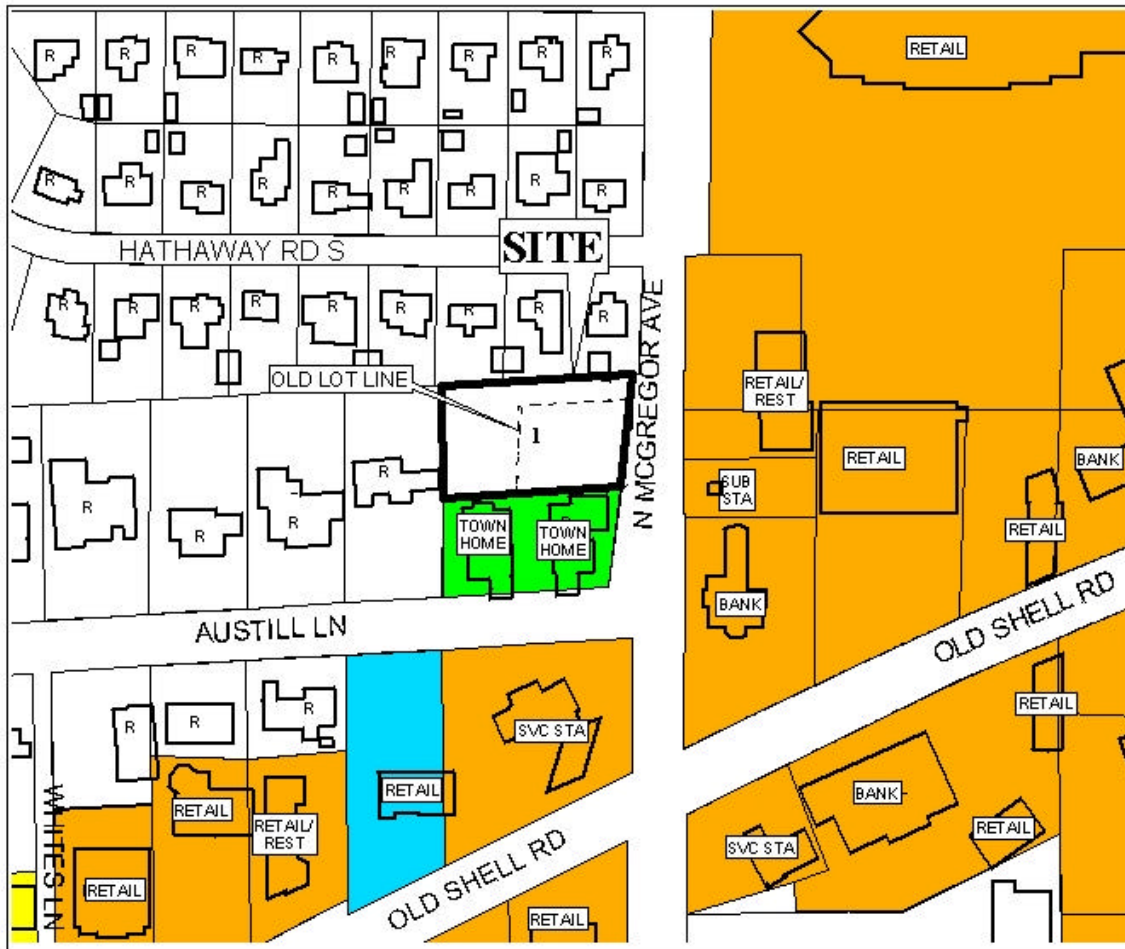 RETAIL
R R R R R R R R R
R R R R R R R R R
HATHAWAY RD S
SITE
R R R R R R R R R
N MCGREGOR AVE
OLD LOT LINE
1
RETAIL/
REST
RETAIL
BANK
R
R
R
R
SUB
STA
RETAIL
TOWN
HOME
TOWN
HOME
BANK
AUSTILL LN
OLD SHELL RD
R
R
R
SVC STA
RETAIL
RETAIL
RETAIL
RETAIL/
REST
BANK
RETAIL
SVC STA
WHITES LN
RETAIL
OLD SHELL RD
RETAIL